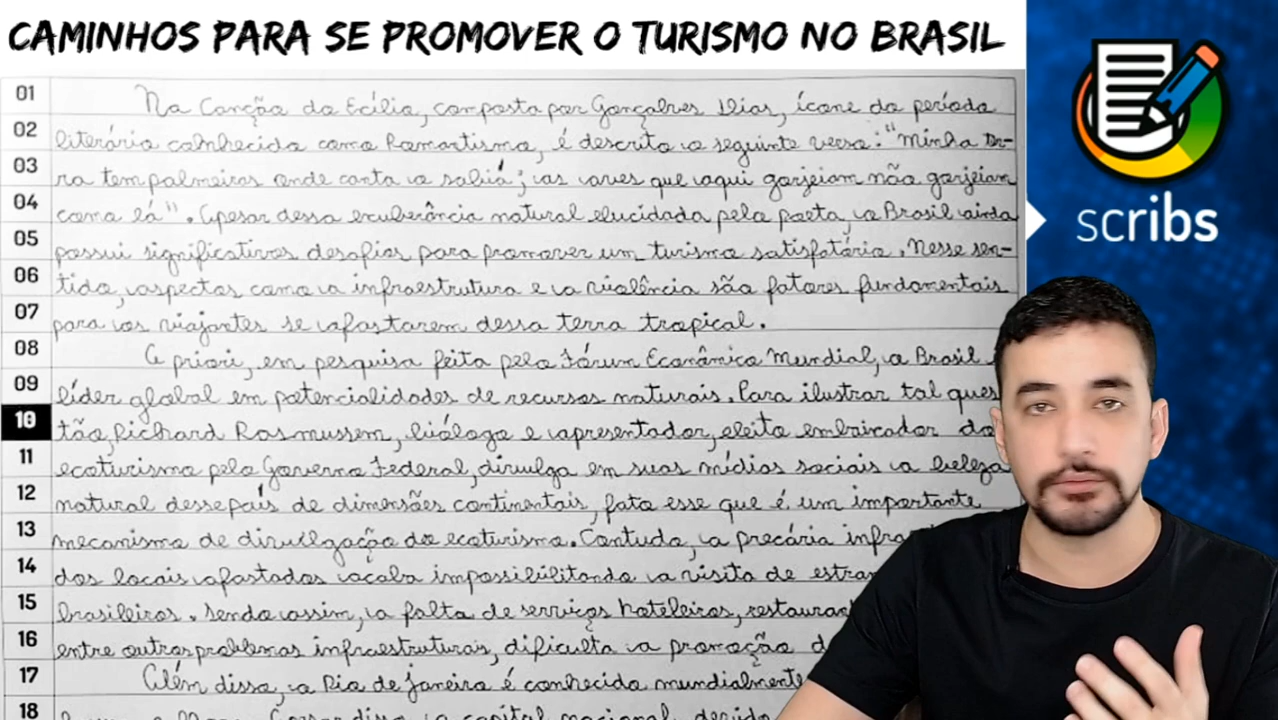 CAMINHOS PARA SE PROMOVER O TURISMO NO BRASIL
scribs
01 Na Canção do Ecília, composta por Gonçalves Dias, ícone do período
02 literário conhecido como Romantismo, é descrito o seguinte verso: "Minha ter-
03 ra tem palmeiras onde canta o sabiá; as aves que aqui gorjeiam não gorjeiam
04 como lá". Apesar dessa exuberância natural elucidada pelo poeta, o Brasil ainda
05 possui significativos desafios para promover um turismo satisfatório. Nesse sen-
06 tido, aspectos como a infraestrutura e a violência são fatores fundamentais
07 para os viajantes se afastarem dessa terra tropical.
08 A priori, em pesquisa feita pelo Fórum Econômico Mundial, o Brasil
09 líder global em potencialidades de recursos naturais. Para ilustrar tal ques
10 tão, Richard Rasmussem, biólogo e apresentador, eleito embaixador do
11 ecoturismo pelo Governo Federal, divulga em suas mídias sociais a beleza
12 natural desse país de dimensões continentais, fato esse que é um importante
13 mecanismo de divulgação do ecoturismo. Contudo, a precária infra
14 dos locais afastados acaba impossibilitando a visita de estran
15 brasileiros. Sendo assim, a falta de serviços hoteleiros, restauran
16 entre outros problemas infraestruturais, dificulta a promoção d
17 Além disso, o Rio de Janeiro é conhecido mundialmente
18 a capital nacional, devido